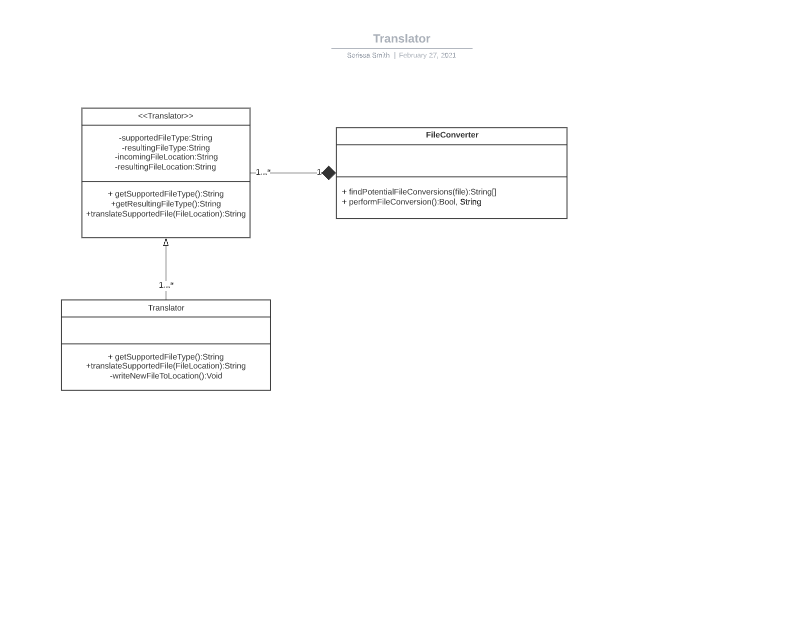 Translator
Serissa Smith | February 27, 2021
<<Translator>>
-supportedFileType:String
-resultingFileType:String
-incomingFileLocation:String
-resultingFileLocation:String
+ getSupportedFileType():String
+getResultingFileType():String
+translateSupportedFile(FileLocation):String
1...*
1
FileConverter
+ findPotentialFileConversions(file):String[]
+ performFileConversion():Bool, String
1...*
Translator
+ getSupportedFileType():String
+translateSupportedFile(FileLocation):String
-writeNewFileToLocation():Void